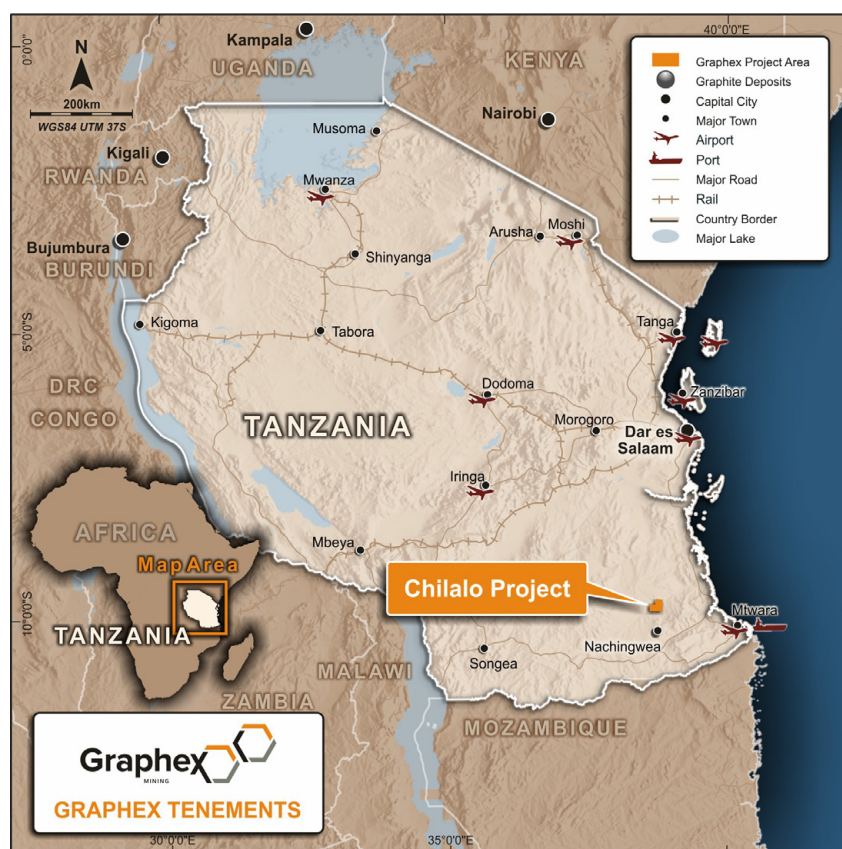 40°0'0"E
Kampala
0°0'0"
N
UGANDA
KENYA
200km
WGS84 UTM 37S
Nairobi
Musoma
Kigali
RWANDA
Mwanza
Bujumbura
BURUNDI
Arusha
Moshi
Shinyanga
Graphex Project Area
Graphite Deposits
Capital City
Major Town
Airport
Port
Major Road
Rail
Country Border
Major Lake
5°0'0"S
Kigoma
Tabora
Tanga
DRC
CONGO
Dodoma
Zanzibar
TANZANIA
Morogoro
Dar es
Salaam
Iringa
AFRICA
Mbeya
Map Area
Chilalo Project
10°0'0"S
TANZANIA
Mtwara
Nachingwea
Songea
MALAWI
ZAMBIA
MOZAMBIQUE
Graphex
MINING
GRAPHEX TENEMENTS
30°0'0"E
35°0'0"E